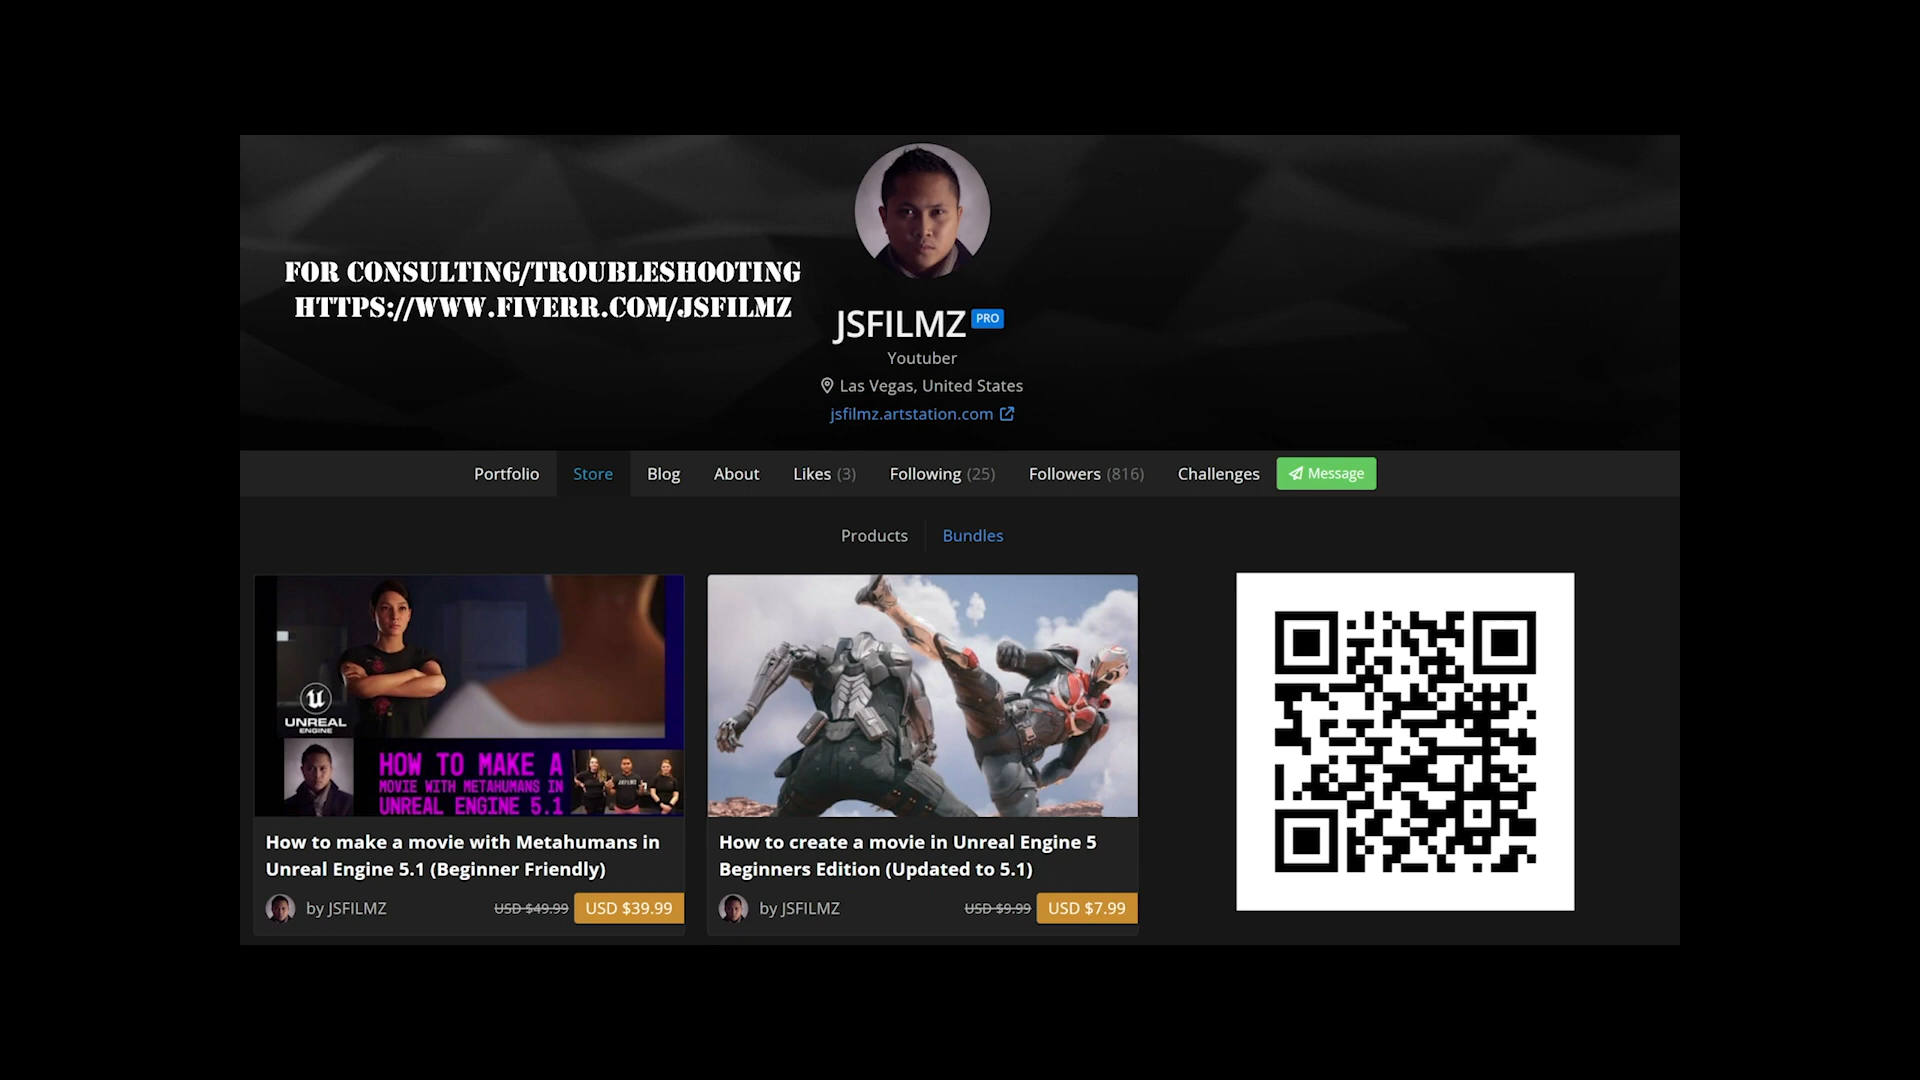 FOR CONSULTING/TROUBLESHOOTING
HTTPS://WWW.FIVERR.COM/JSFILMZ
JSFILMZ PRO
Youtuber
Las Vegas, United States
jsfilmz.artstation.com
Portfolio Store Blog About Likes (3) Following (25) Followers (816) Challenges Message
Products Bundles
UNREAL
ENGINE
HOW TO MAKE A
MOVIE WITH METAHUMANS IN
UNREAL ENGINE 5.1
How to make a movie with Metahumans in
Unreal Engine 5.1 (Beginner Friendly)
by JSFILMZ USD $49.99 USD $39.99
How to create a movie in Unreal Engine 5
Beginners Edition (Updated to 5.1)
by JSFILMZ USD $9.99 USD $7.99